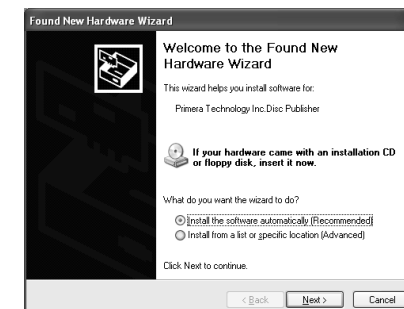 Found New Hardware Wizard
Welcome to the Found New
Hardware Wizard
This wizard helps you install software for:
Primera Technology Inc.Disc Publisher
If your hardware came with an installation CD
or floppy disk, insert it now.
What do you want the wizard to do?
Install the software automatically (Recommended)
Install from a list or specific location (Advanced)
Click Next to continue.
< Back
Next >
Cancel